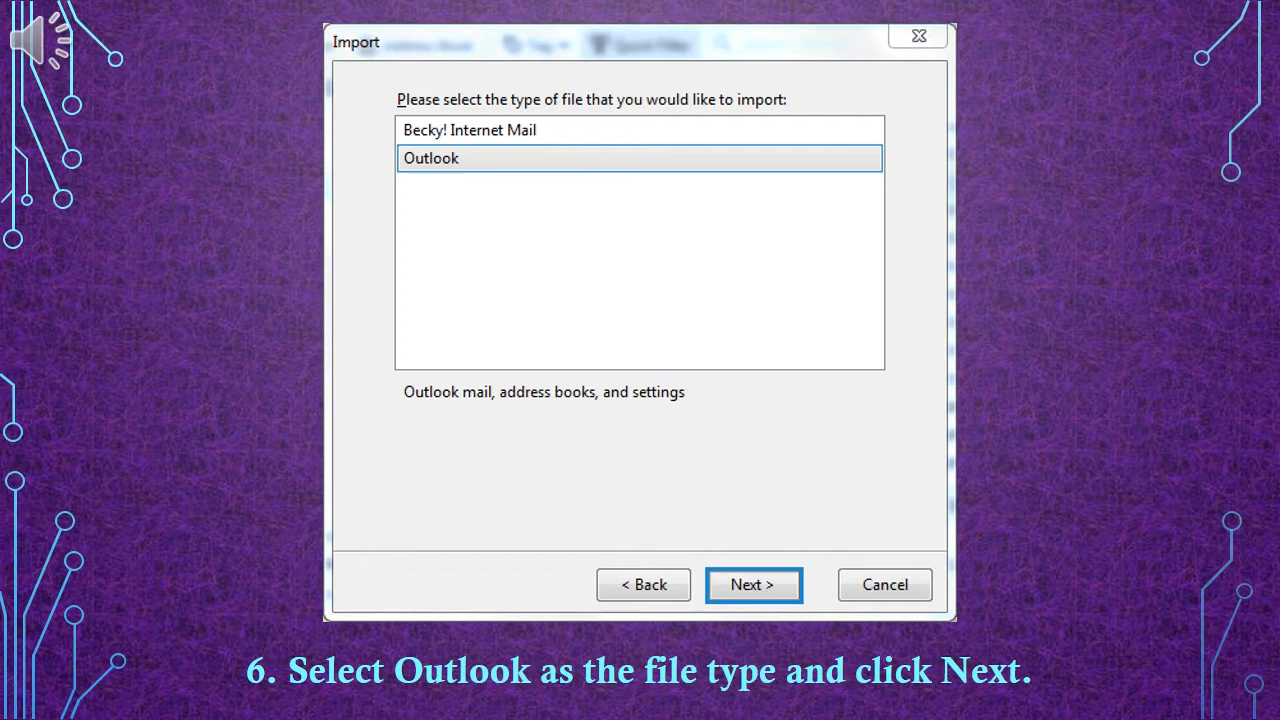 Import
Please select the type of file that you would like to import:
Becky! Internet Mail
Outlook
Outlook mail, address books, and settings
< Back
Next >
Cancel
6. Select Outlook as the file type and click Next.